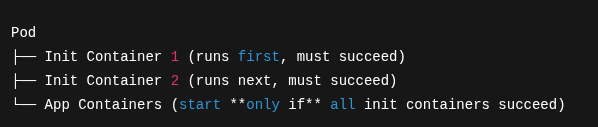 Pod
├── Init Container 1 (runs first, must succeed)
├── Init Container 2 (runs next, must succeed)
└── App Containers (start **only if** all init containers succeed)